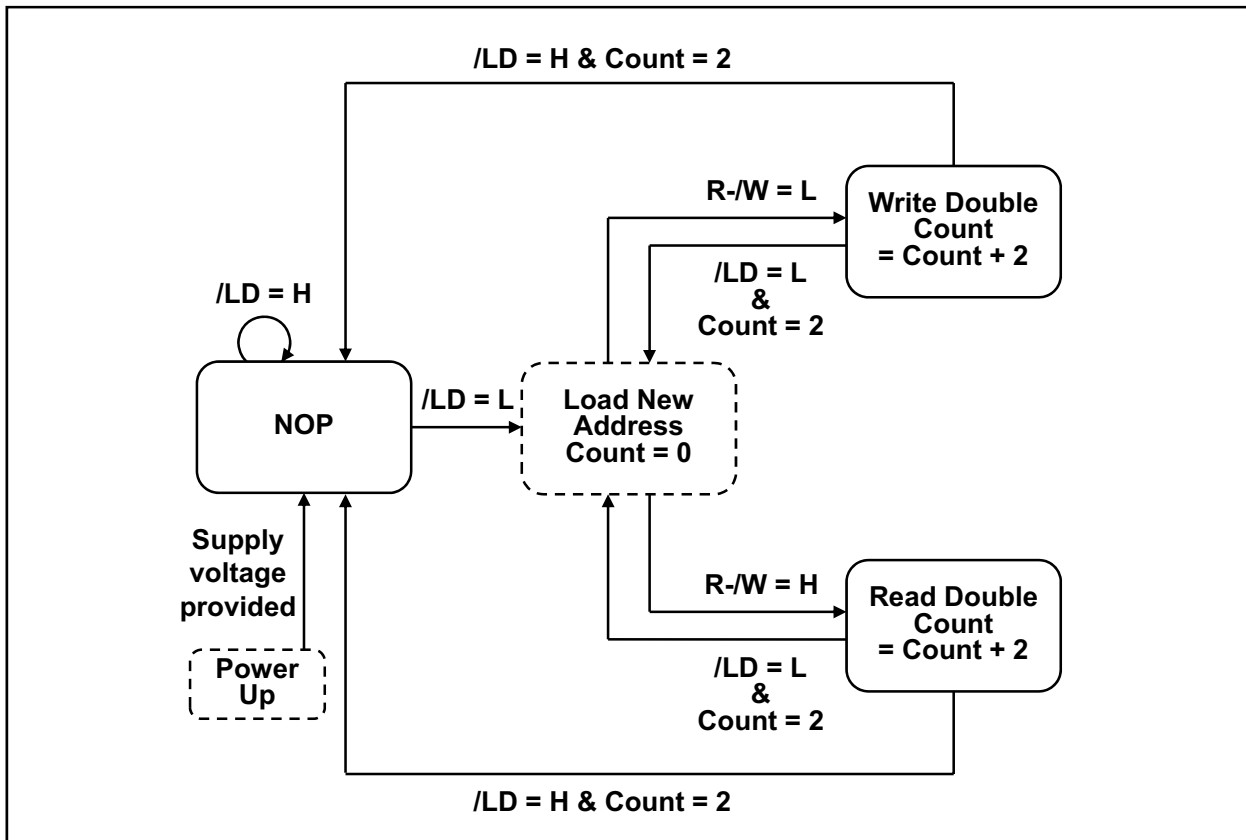 /LD = H & Count = 2
R-/W = L
Write Double
Count
= Count + 2
/LD = L
&
Count = 2
/LD = H
NOP
/LD = L
Load New
Address
Count = 0
Supply
voltage
provided
Power
Up
R-/W = H
Read Double
Count
= Count + 2
/LD = L
&
Count = 2
/LD = H & Count = 2